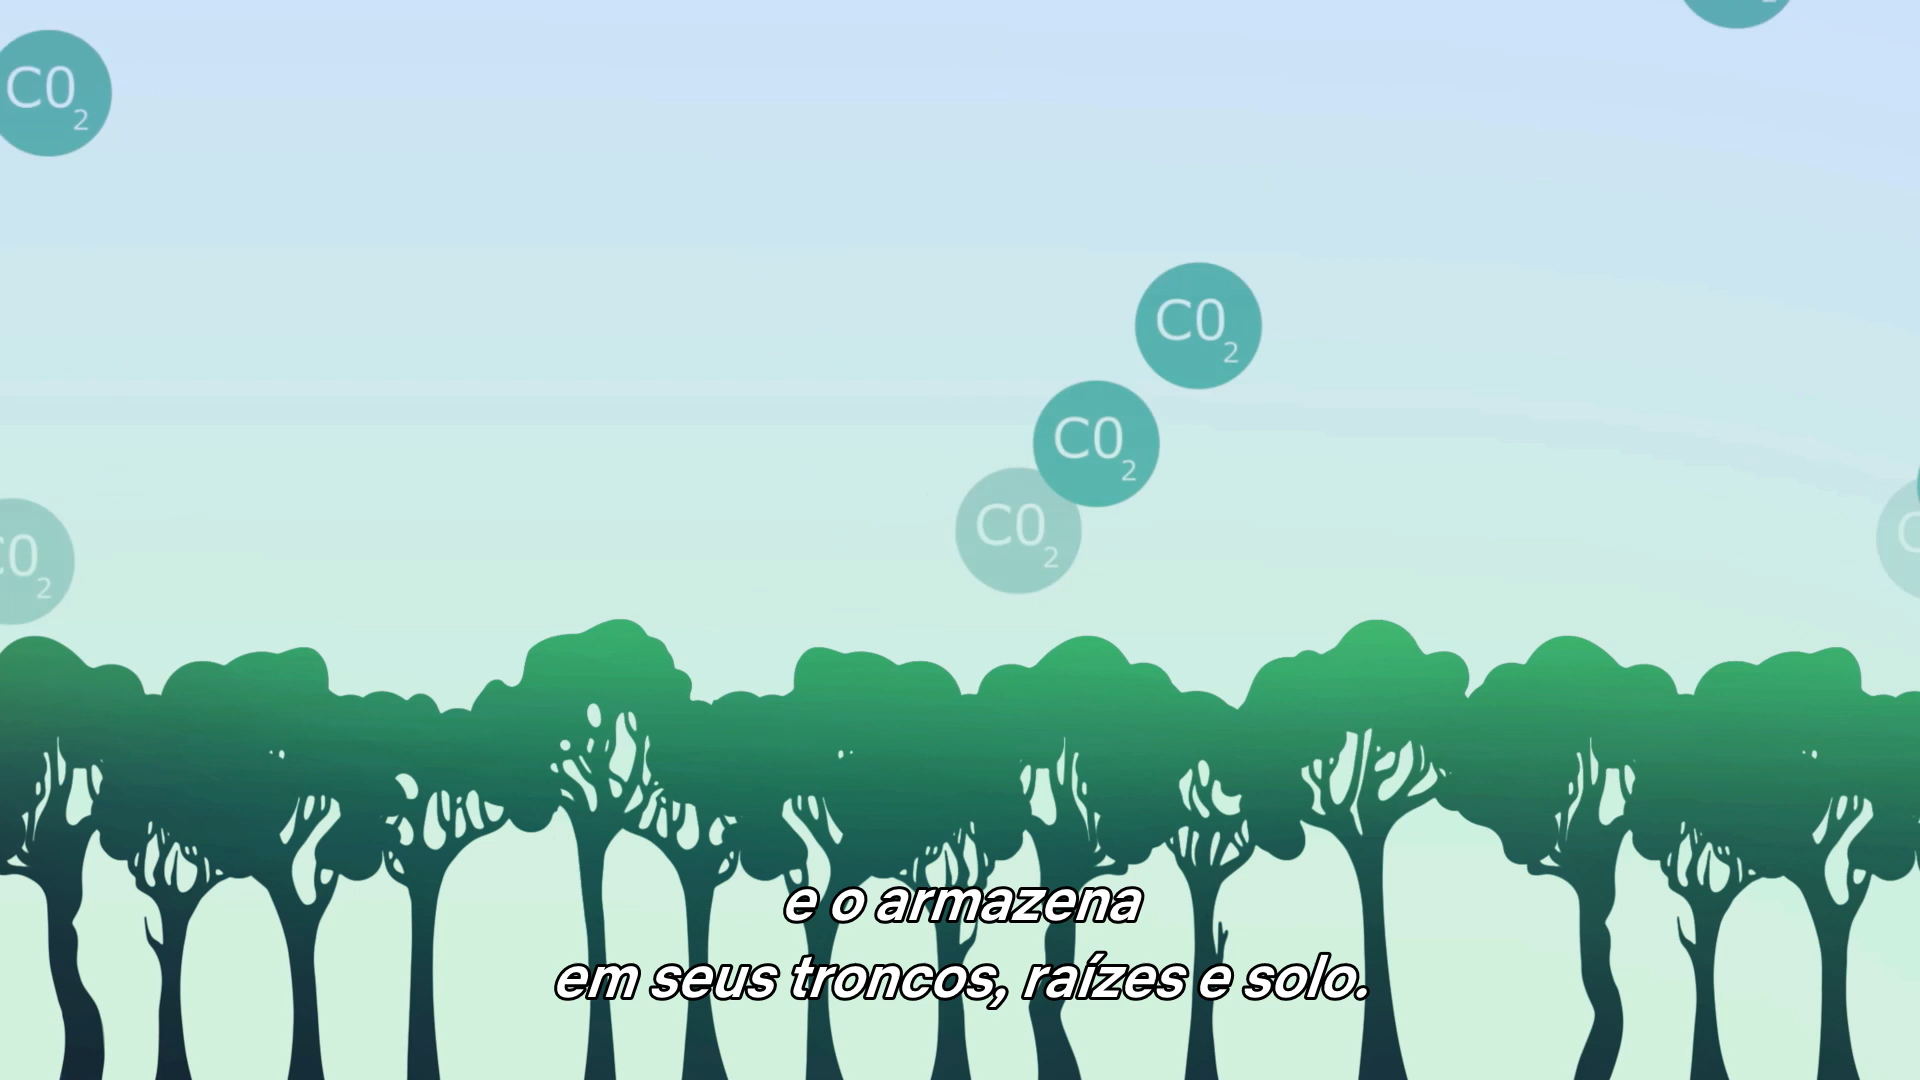 C0₂
C0₂
C0₂
C0₂
C0₂
e o armazena
em seus troncos, raízes e solo.